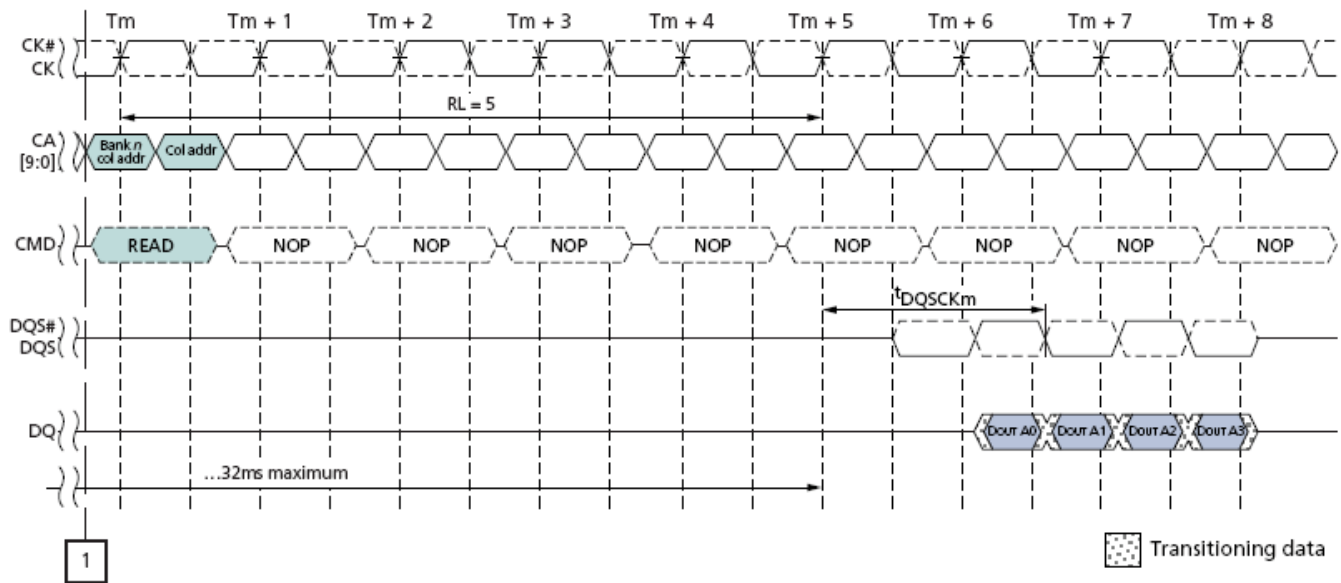 Tm Tm + 1 Tm + 2 Tm + 3 Tm + 4 Tm + 5 Tm + 6 Tm + 7 Tm + 8
CK#
CK
RL = 5
CA
[9:0]
Bank n
col addr
Col addr
CMD
READ NOP NOP NOP NOP NOP NOP NOP NOP
tDQSCKm
DQS#
DQS
DQ
DOUT A0 DOUT A1 DOUT A2 DOUT A3
...32ms maximum
1
Transitioning data